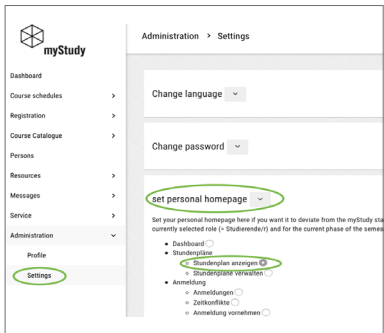 myStudy
Administration > Settings
Dashboard
Course schedules
Registration
Course Catalogue
Persons
Resources
Messages
Service
Administration
Profile
Settings
Change language
Change password
set personal homepage
Set your personal homepage here if you want it to deviate from the myStudy sta
currently selected role (= Studierende/r) and for the current phase of the semes
Dashboard
Stundenpläne
Stundenplan anzeigen
Stundenpläne verwalten
Anmeldung
Anmeldungen
Zeitkonflikte
Anmeldung vornehmen